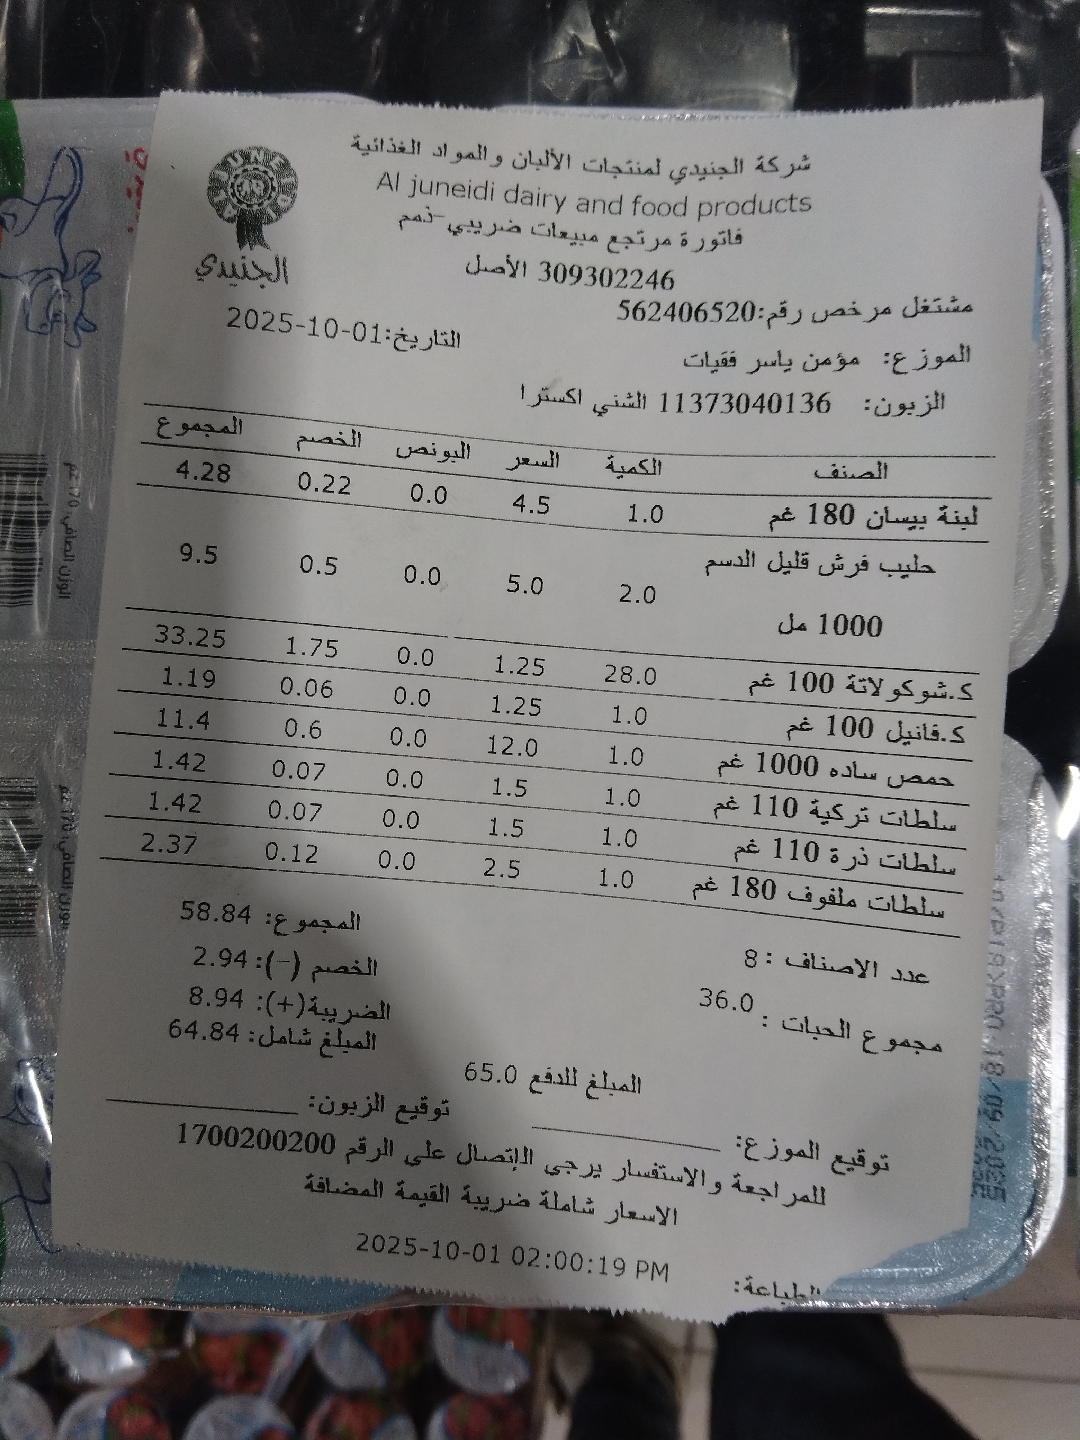 شركة الجنيدي لمنتجات الألبان والمواد الغذائية
Al juneidi dairy and food products
فاتورة مرتجع مبيعات ضريبي-ذمم
الجنيدي
309302246 الأصل
مشتغل مرخص رقم:562406520
التاريخ:2025-10-01
الموزع: مؤمن ياسر فقيات
الزبون: 11373040136 الشني اكسترا
الصنف الكمية السعر البونص الخصم المجموع
لبنة بيسان 180 غم 1.0 4.5 0.0 0.22 4.28
حليب فرش قليل الدسم 2.0 5.0 0.0 0.5 9.5
1000 مل
ك.شوكولاتة 100 غم 28.0 1.25 0.0 1.75 33.25
ك.فانيل 100 غم 1.0 1.25 0.0 0.06 1.19
حمص ساده 1000 غم 1.0 12.0 0.0 0.6 11.4
سلطات تركية 110 غم 1.0 1.5 0.0 0.07 1.42
سلطات ذرة 110 غم 1.0 1.5 0.0 0.07 1.42
سلطات ملفوف 180 غم 1.0 2.5 0.0 0.12 2.37
عدد الاصناف : 8
مجموع الحبات : 36.0
المجموع: 58.84
الخصم (-): 2.94
الضريبة(+): 8.94
المبلغ شامل: 64.84
المبلغ للدفع 65.0
توقيع الموزع:
توقيع الزبون:
للمراجعة والاستفسار يرجى الإتصال على الرقم 1700200200
الاسعار شاملة ضريبة القيمة المضافة
الطباعة: 2025-10-01 02:00:19 PM
الوزن الصافي: 170 غم